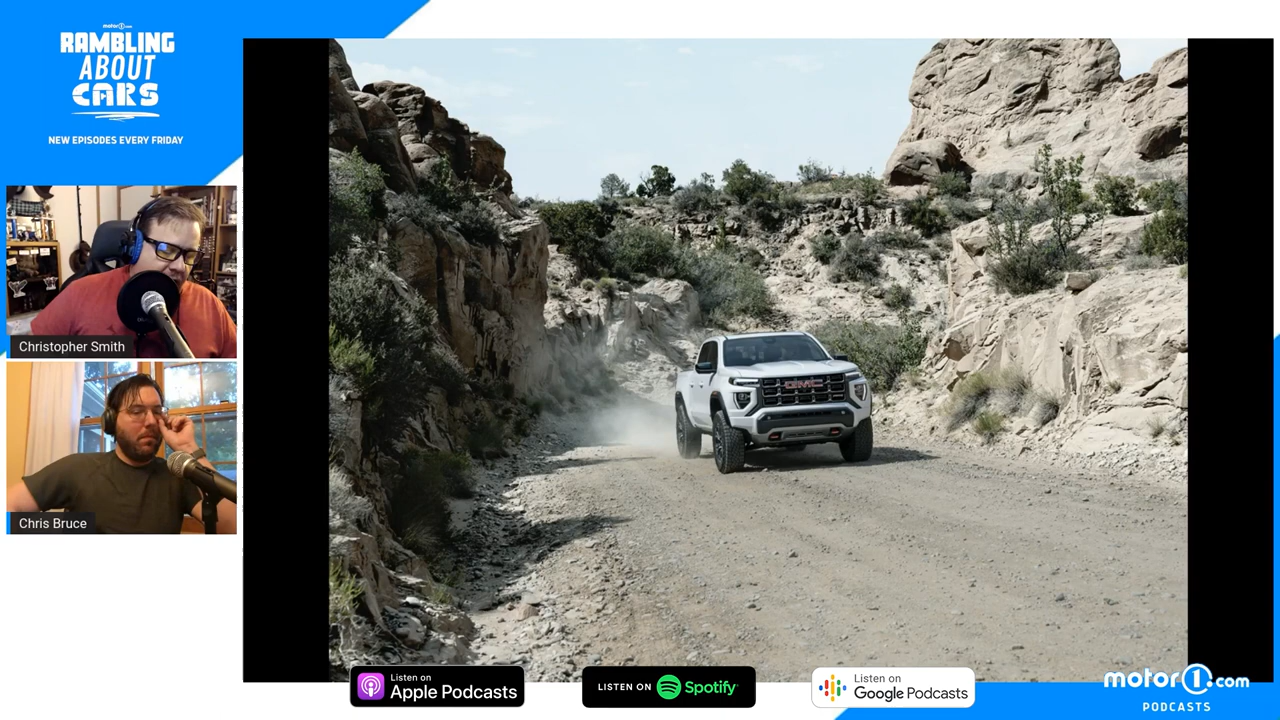 motor1.com
RAMBLING
ABOUT
CARS
NEW EPISODES EVERY FRIDAY
Christopher Smith
Chris Bruce
GMC
Listen on
Apple Podcasts
LISTEN ON Spotify
Listen on
Google Podcasts
motor1.com
PODCASTS